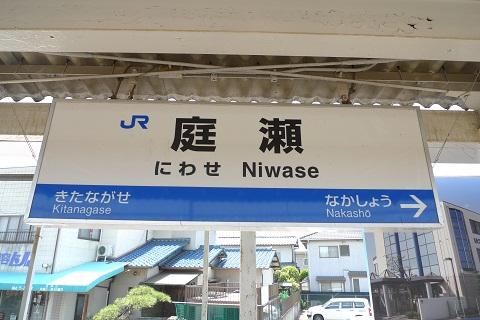 JR
庭瀬
にわせ Niwase
きたながせ なかしょう
Kitanagase Nakashō →